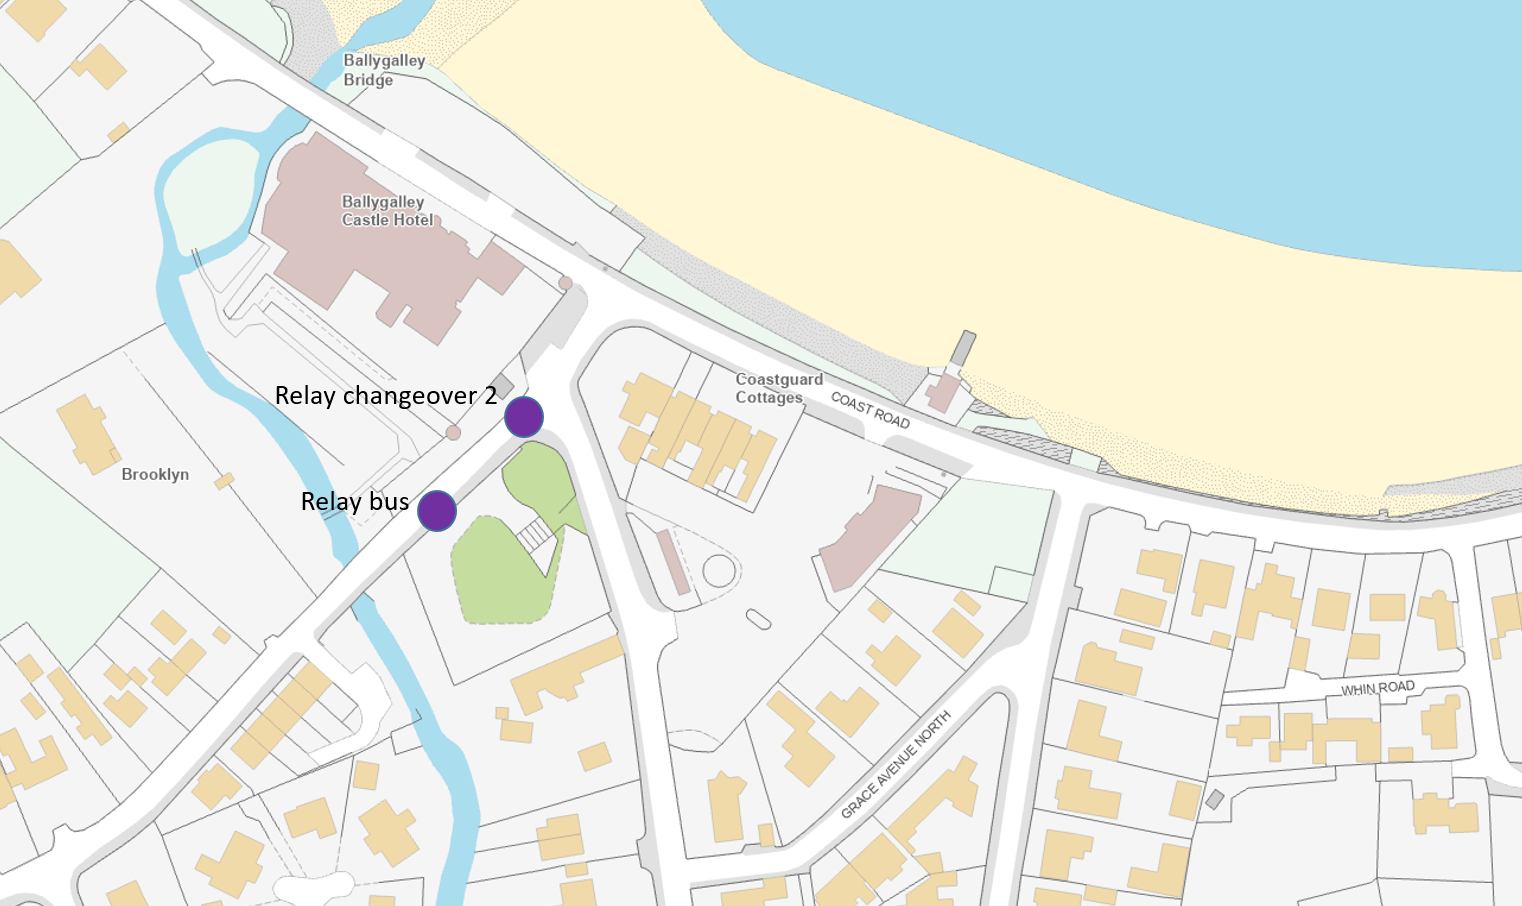 Ballygalley
Bridge
Ballygalley
Castle Hotel
Relay changeover 2
Coastguard
Cottages
COAST ROAD
Brooklyn
Relay bus
WHIN ROAD
GRACE AVENUE NORTH